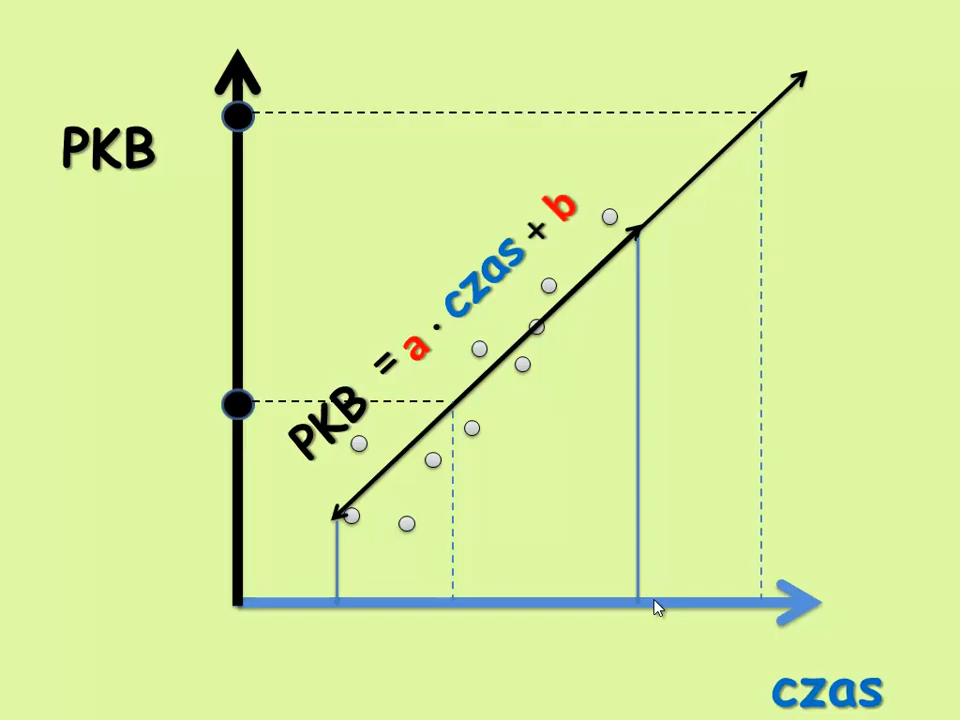 PKB
PKB = a · czas + b
czas